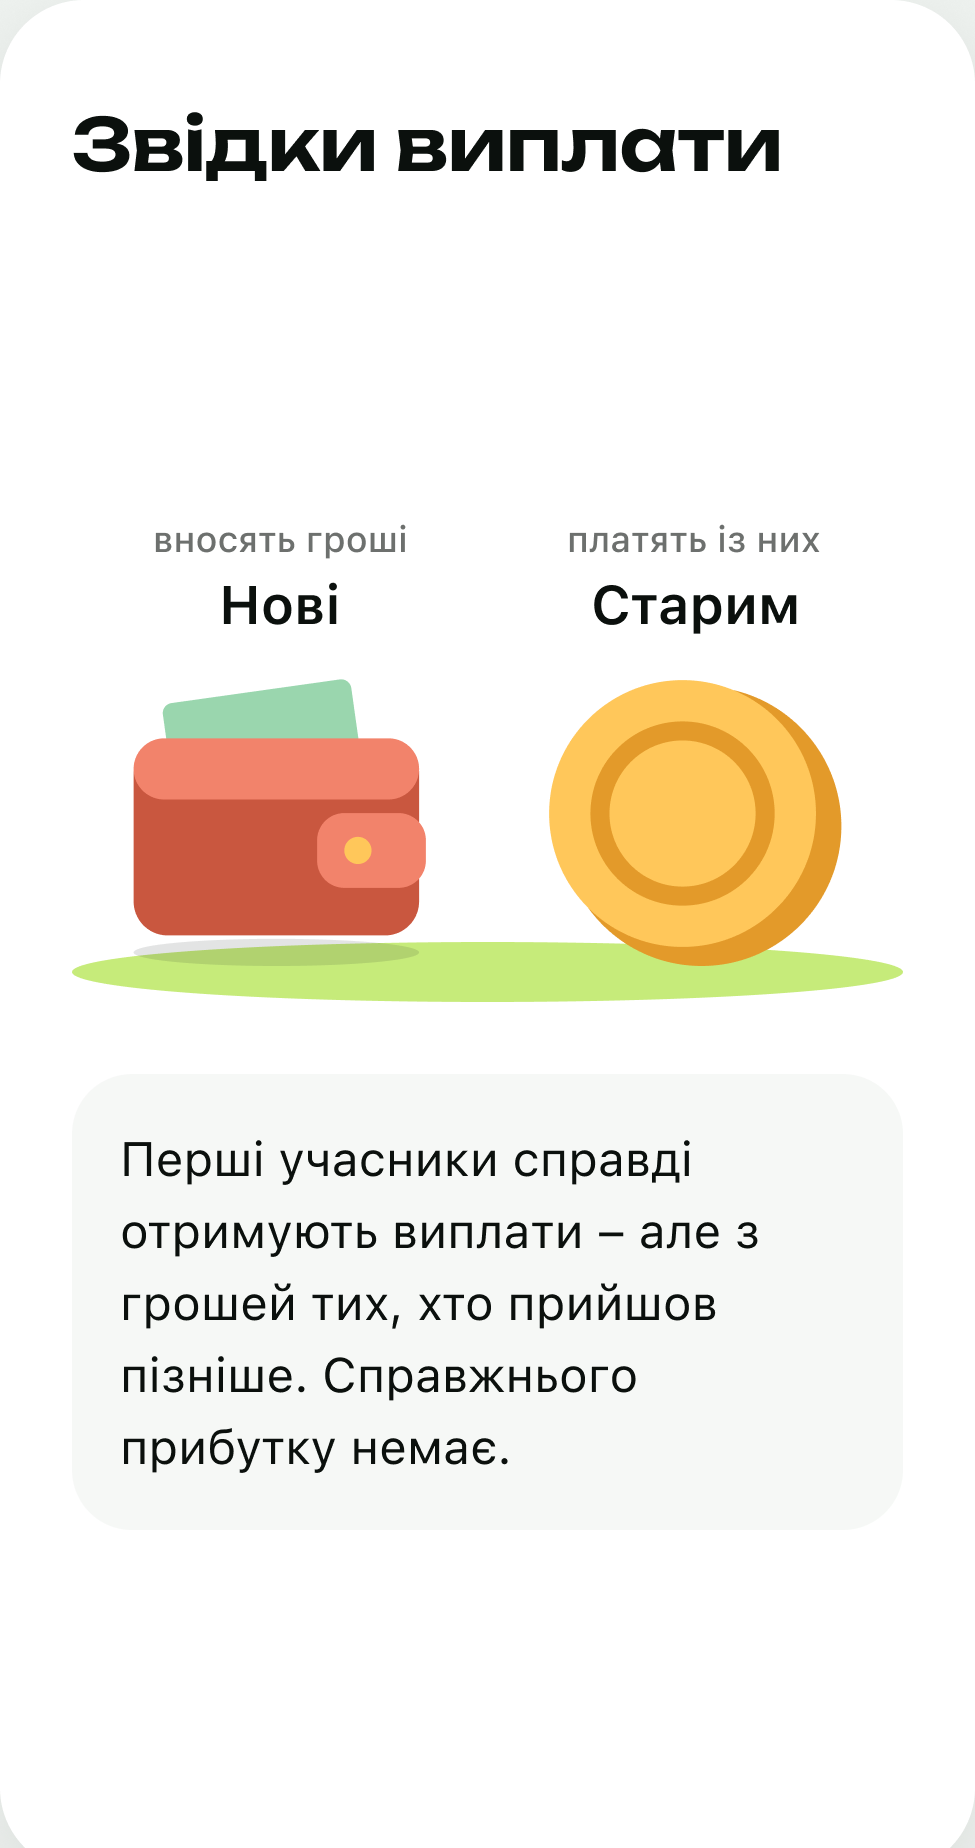 Звідки виплати
вносять гроші
Нові
платять із них
Старим
Перші учасники справді
отримують виплати – але з
грошей тих, хто прийшов
пізніше. Справжнього
прибутку немає.